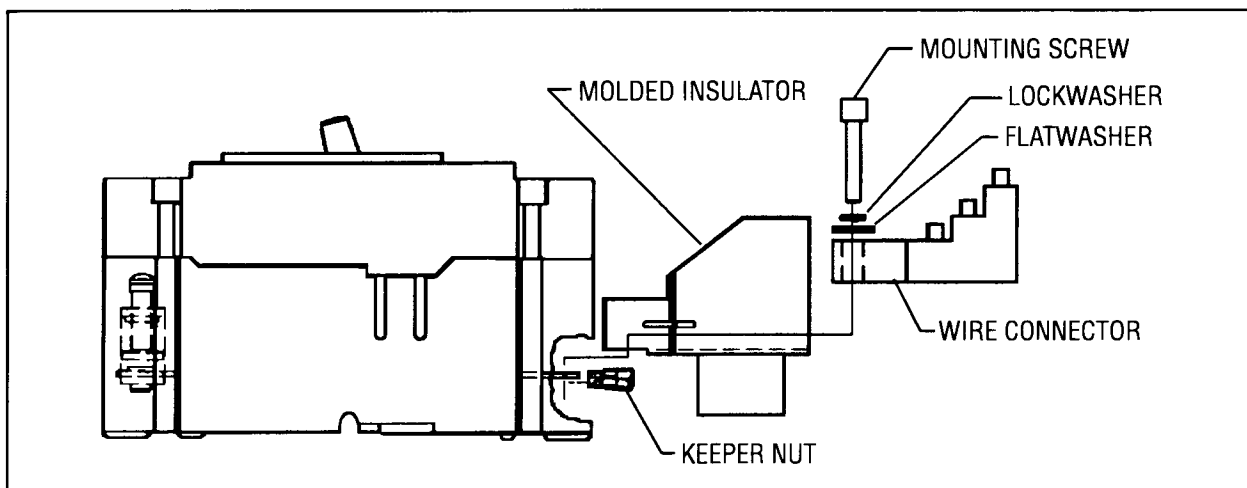 MOUNTING SCREW
MOLDED INSULATOR
LOCKWASHER
FLATWASHER
WIRE CONNECTOR
KEEPER NUT